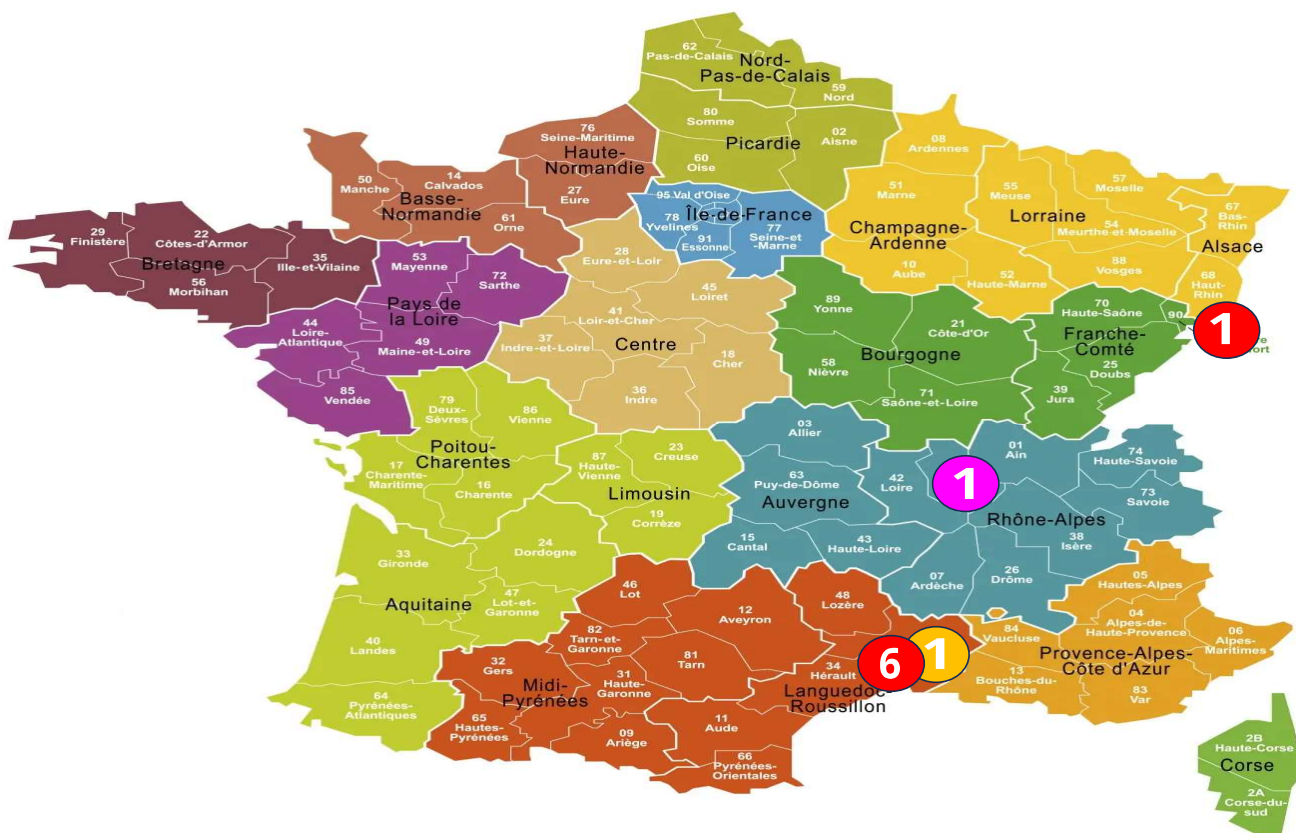 62
Pas-de-Calais
Nord-
Pas-de-Calais
59
Nord
80
Somme
Picardie
02
Aisne
60
Oise
76
Seine-Maritime
Haute-
Normandie
27
Eure
50
Manche
14
Calvados
Basse-
Normandie
61
Orne
08
Ardennes
51
Marne
Champagne-
Ardenne
10
Aube
52
Haute-Marne
55
Meuse
57
Moselle
Lorraine
54
Meurthe-et-Moselle
88
Vosges
67
Bas-
Rhin
Alsace
68
Haut-
Rhin
95 Val d'Oise
Île-de-France
78
Yvelines
91
Essonne
77
Seine-et
-Marne
29
Finistère
22
Côtes-d'Armor
Bretagne
56
Morbihan
35
Ille-et-Vilaine
53
Mayenne
72
Sarthe
Pays de
la Loire
44
Loire-
Atlantique
49
Maine-et-Loire
85
Vendée
28
Eure-et-Loir
45
Loiret
41
Loir-et-Cher
37
Indre-et-Loire
Centre
18
Cher
36
Indre
89
Yonne
21
Côte-d'Or
Bourgogne
58
Nièvre
71
Saône-et-Loire
70
Haute-Saône
90
Franche-
Comté
25
Doubs
39
Jura
1
79
Deux-
Sèvres
86
Vienne
Poitou-
Charentes
17
Charente-
Maritime
16
Charente
23
Creuse
87
Haute-
Vienne
Limousin
19
Corrèze
03
Allier
63
Puy-de-Dôme
Auvergne
15
Cantal
43
Haute-Loire
42
Loire
1
01
Ain
74
Haute-Savoie
73
Savoie
Rhône-Alpes
38
Isère
07
Ardèche
26
Drôme
33
Gironde
24
Dordogne
47
Lot-et-
Garonne
Aquitaine
40
Landes
64
Pyrénées-
Atlantiques
46
Lot
12
Aveyron
82
Tarn-et-
Garonne
32
Gers
81
Tarn
31
Haute-
Garonne
Midi-
Pyrénées
65
Hautes-
Pyrénées
09
Ariège
48
Lozère
34
Hérault
6
1
Languedoc-
Roussillon
11
Aude
66
Pyrénées-
Orientales
05
Hautes-Alpes
84
Vaucluse
04
Alpes-de-
Haute-Provence
06
Alpes-
Maritimes
Provence-Alpes-
Côte d'Azur
13
Bouches-du-
Rhône
83
Var
2B
Haute-Corse
Corse
2A
Corse-du-
sud